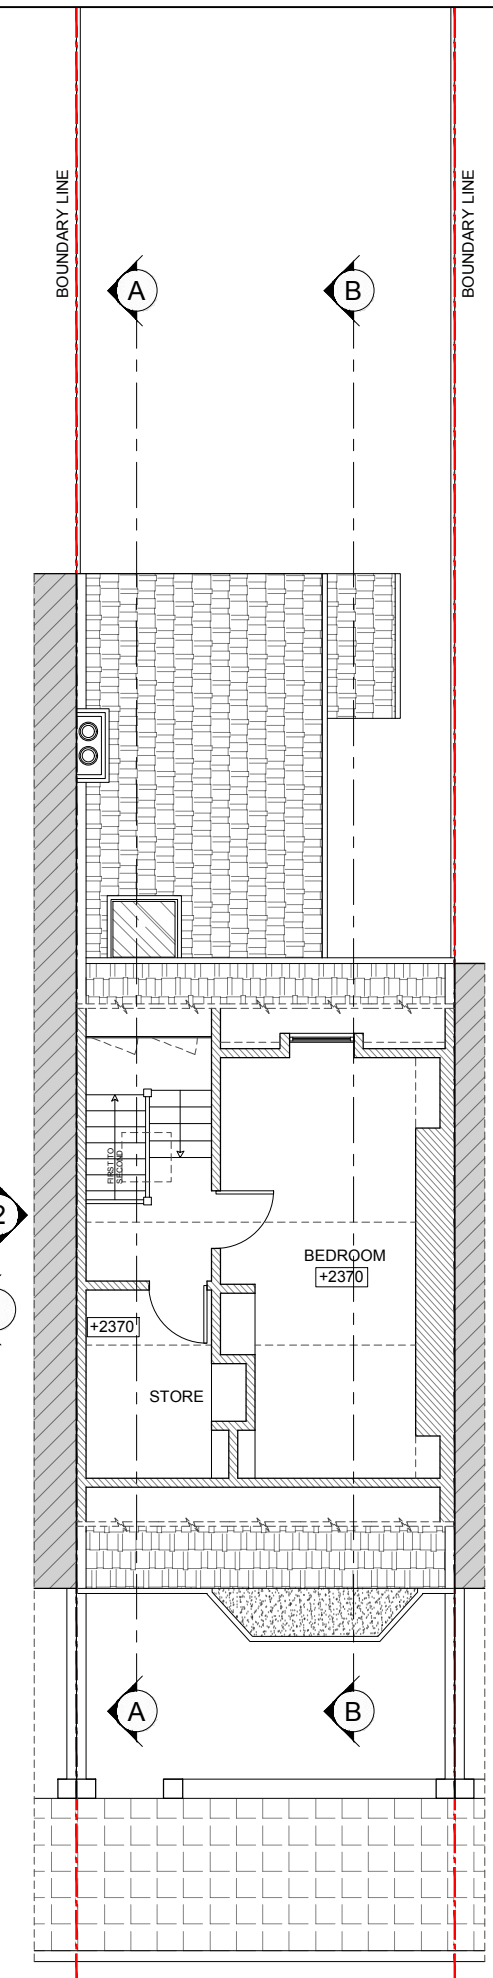 BOUNDARY LINE
BOUNDARY LINE
A
B
FIRST TO
SECOND
2
BEDROOM
+2370
+2370
STORE
A
B